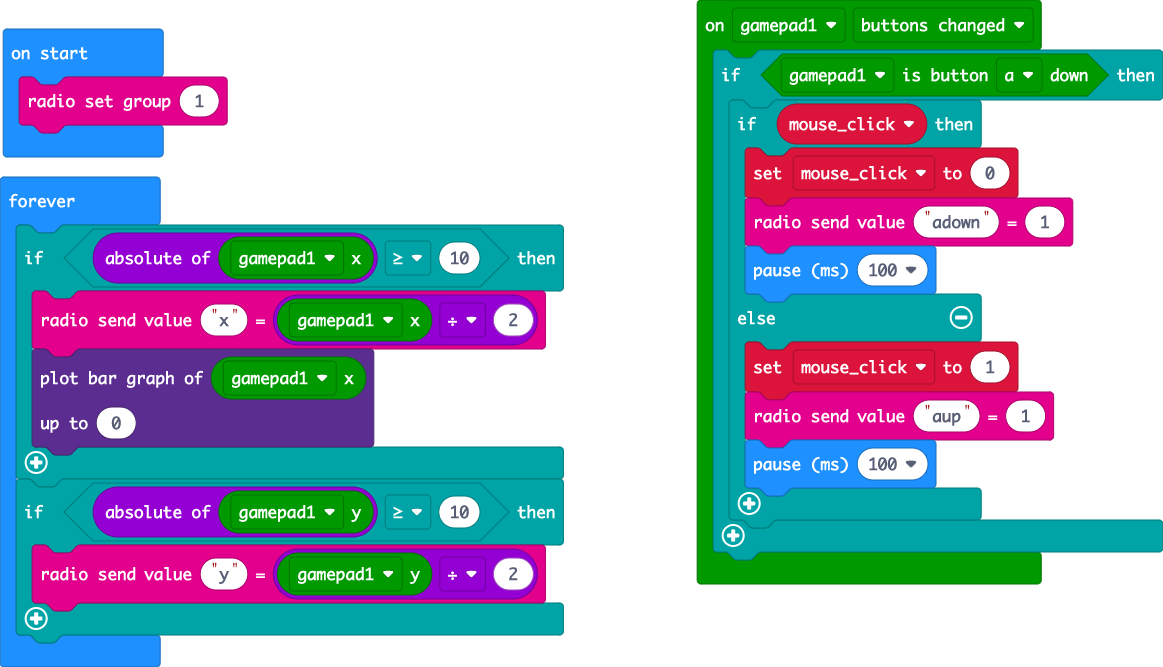 on start
radio set group 1
forever
if absolute of gamepad1 x ≥ 10 then
radio send value "x" = gamepad1 x ÷ 2
plot bar graph of gamepad1 x
up to 0
if absolute of gamepad1 y ≥ 10 then
radio send value "y" = gamepad1 y ÷ 2
on gamepad1 buttons changed
if gamepad1 is button a down then
if mouse_click then
set mouse_click to 0
radio send value "adown" = 1
pause (ms) 100
else
set mouse_click to 1
radio send value "aup" = 1
pause (ms) 100